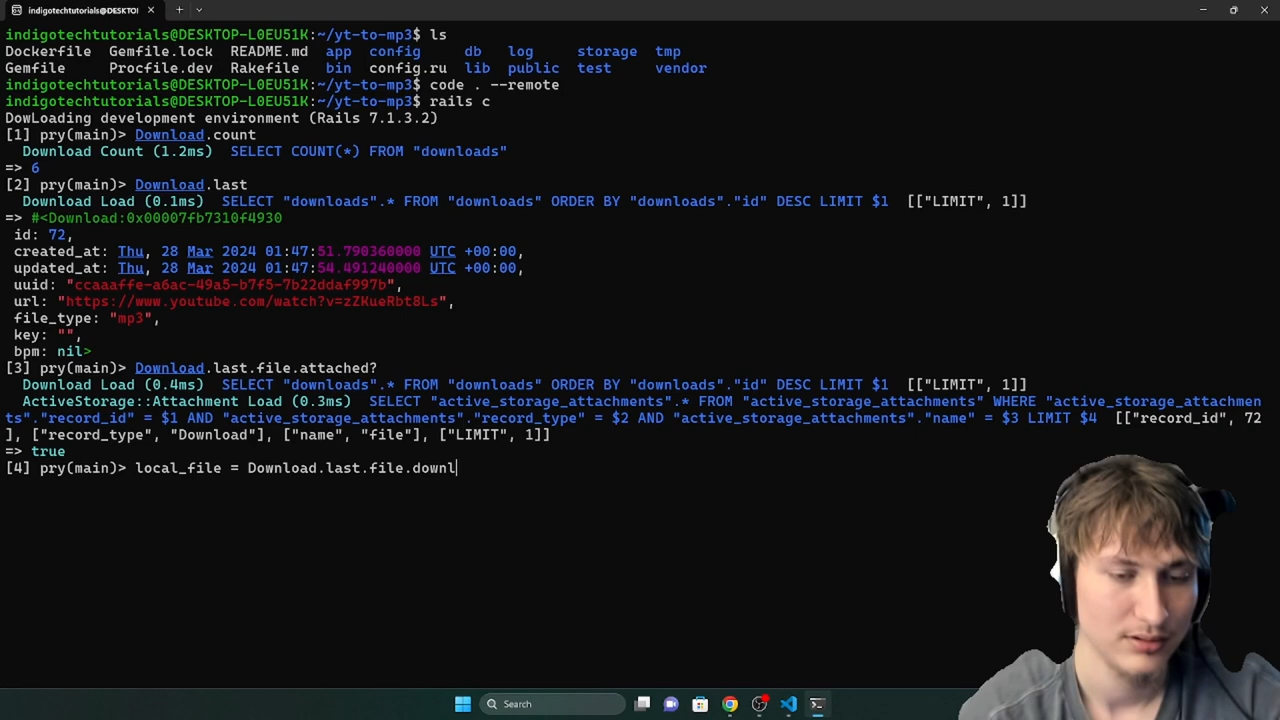 indigotechtutorials@DESKTO
indigotechtutorials@DESKTOP-L0EU51K:~/yt-to-mp3$ ls
Dockerfile Gemfile.lock README.md app config db log storage tmp
Gemfile Procfile.dev Rakefile bin config.ru lib public test vendor
indigotechtutorials@DESKTOP-L0EU51K:~/yt-to-mp3$ code . --remote
indigotechtutorials@DESKTOP-L0EU51K:~/yt-to-mp3$ rails c
DowLoading development environment (Rails 7.1.3.2)
[1] pry(main)> Download.count
Download Count (1.2ms) SELECT COUNT(*) FROM "downloads"
=> 6
[2] pry(main)> Download.last
Download Load (0.1ms) SELECT "downloads".* FROM "downloads" ORDER BY "downloads"."id" DESC LIMIT $1 [["LIMIT", 1]]
=> #<Download:0x00007fb7310f4930
id: 72,
created_at: Thu, 28 Mar 2024 01:47:51.790360000 UTC +00:00,
updated_at: Thu, 28 Mar 2024 01:47:54.491240000 UTC +00:00,
uuid: "ccaaaffe-a6ac-49a5-b7f5-7b22ddaf997b",
url: "https://www.youtube.com/watch?v=zZKueRbt8Ls",
file_type: "mp3",
key: "",
bpm: nil>
[3] pry(main)> Download.last.file.attached?
Download Load (0.4ms) SELECT "downloads".* FROM "downloads" ORDER BY "downloads"."id" DESC LIMIT $1 [["LIMIT", 1]]
ActiveStorage::Attachment Load (0.3ms) SELECT "active_storage_attachments".* FROM "active_storage_attachments" WHERE "active_storage_attachmen
ts"."record_id" = $1 AND "active_storage_attachments"."record_type" = $2 AND "active_storage_attachments"."name" = $3 LIMIT $4 [["record_id", 72
], ["record_type", "Download"], ["name", "file"], ["LIMIT", 1]]
=> true
[4] pry(main)> local_file = Download.last.file.downl
Search